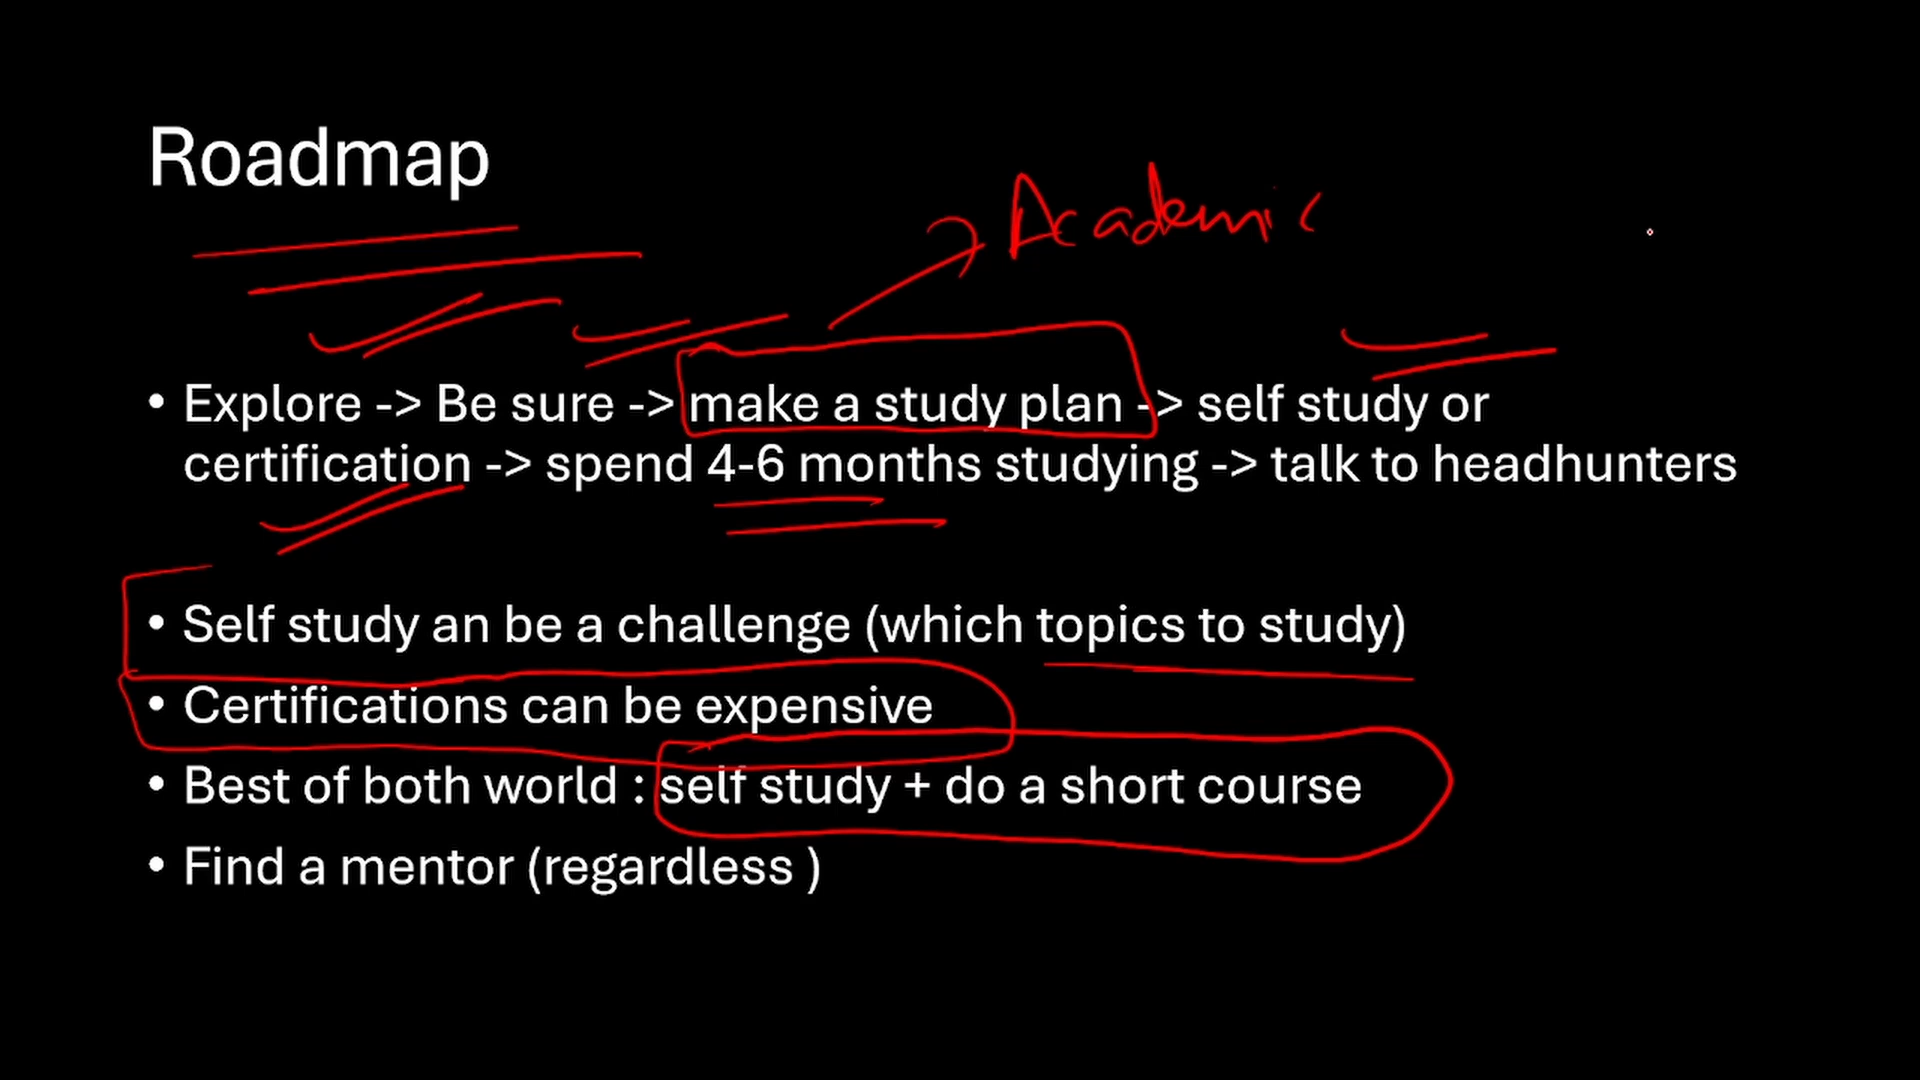 Roadmap
Academic
• Explore -> Be sure -> make a study plan -> self study or
certification -> spend 4-6 months studying -> talk to headhunters
• Self study an be a challenge (which topics to study)
• Certifications can be expensive
• Best of both world : self study + do a short course
• Find a mentor (regardless )